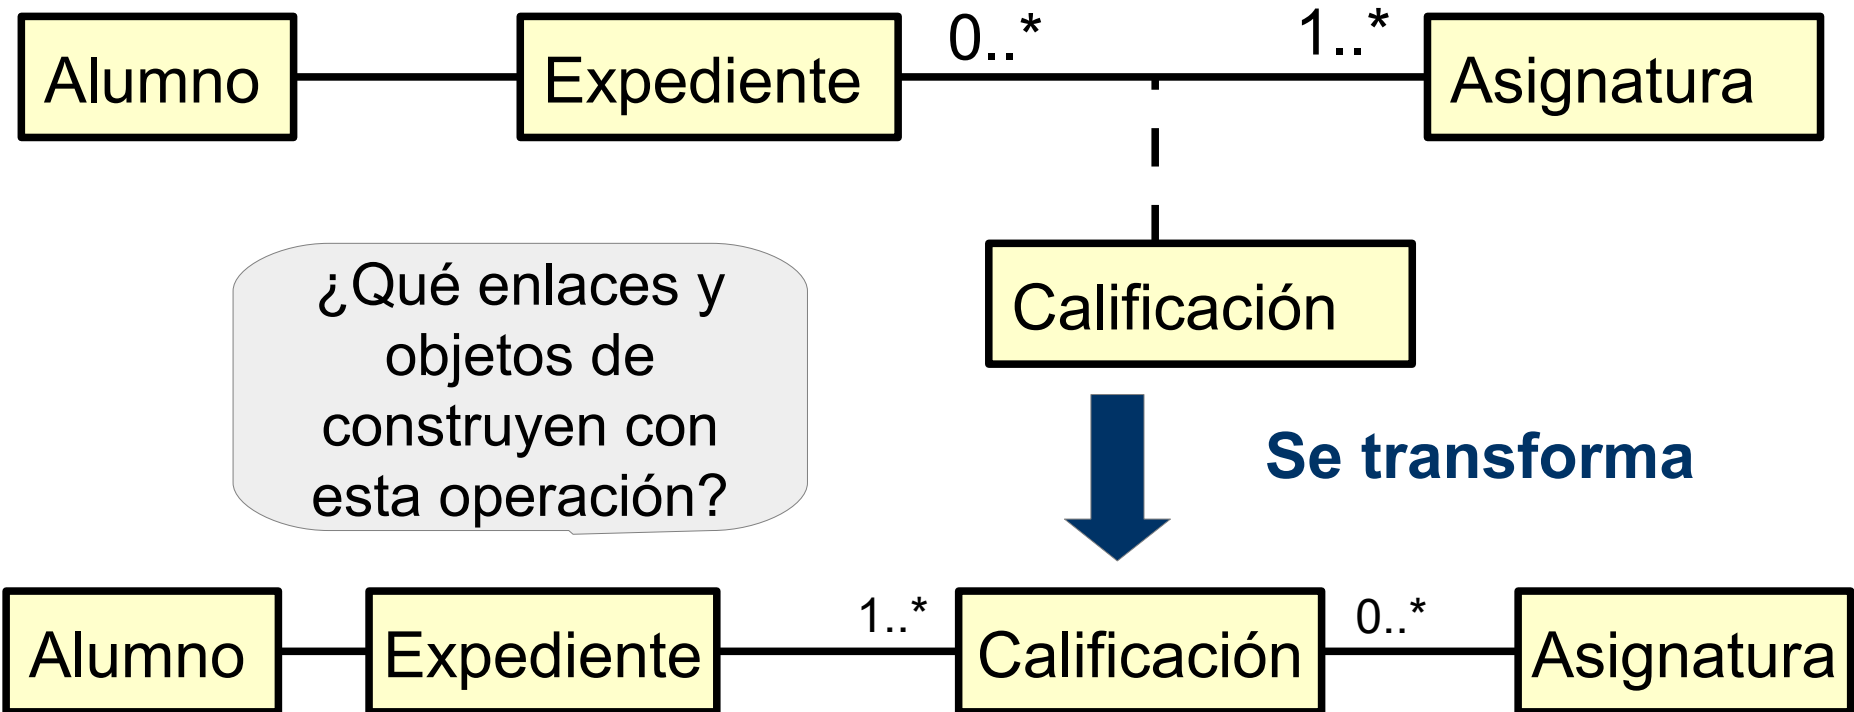 Alumno
Expediente
0..*
1..*
Asignatura
¿Qué enlaces y
objetos de
construyen con
esta operación?
Calificación
Se transforma
Alumno
Expediente
1..*
Calificación
0..*
Asignatura